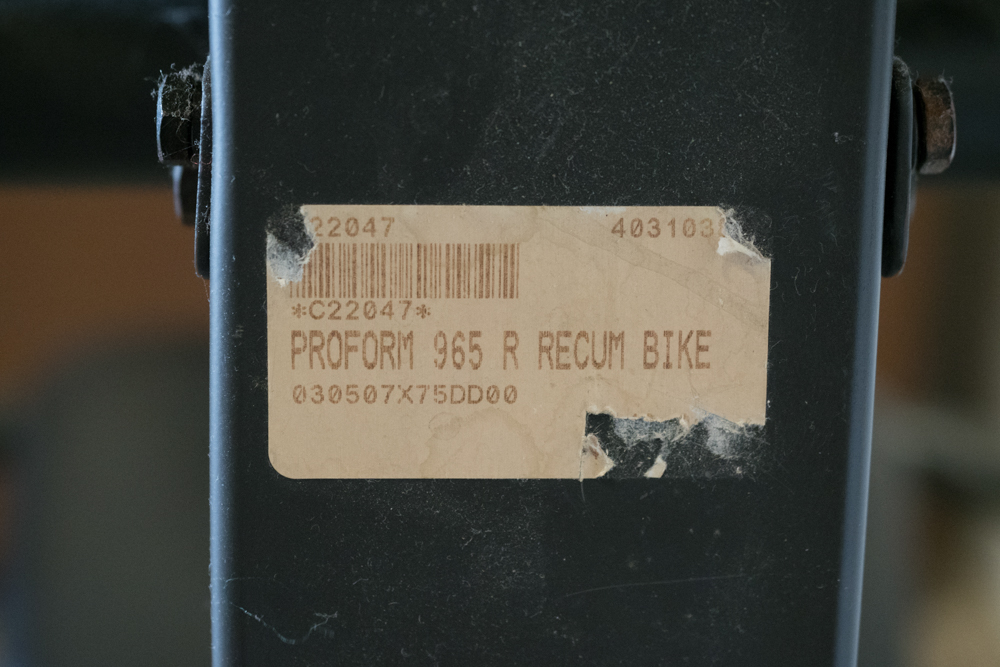 22047 403103
*C22047*
PROFORM 965 R RECUM BIKE
030507X75DD00